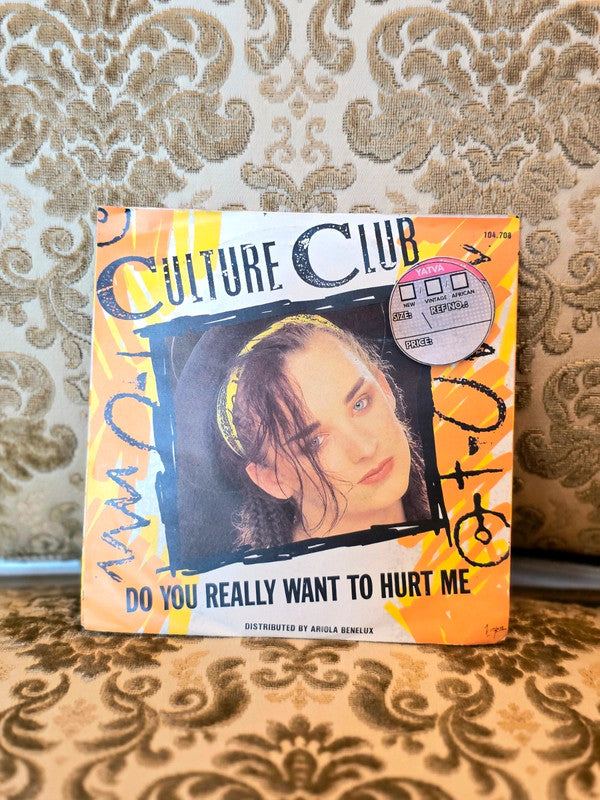 CULTURE CLUB
104.708
YATVA
NEW VINTAGE AFRICAN
SIZE: REF NO.:
PRICE:
DO YOU REALLY WANT TO HURT ME
DISTRIBUTED BY ARIOLA BENELUX